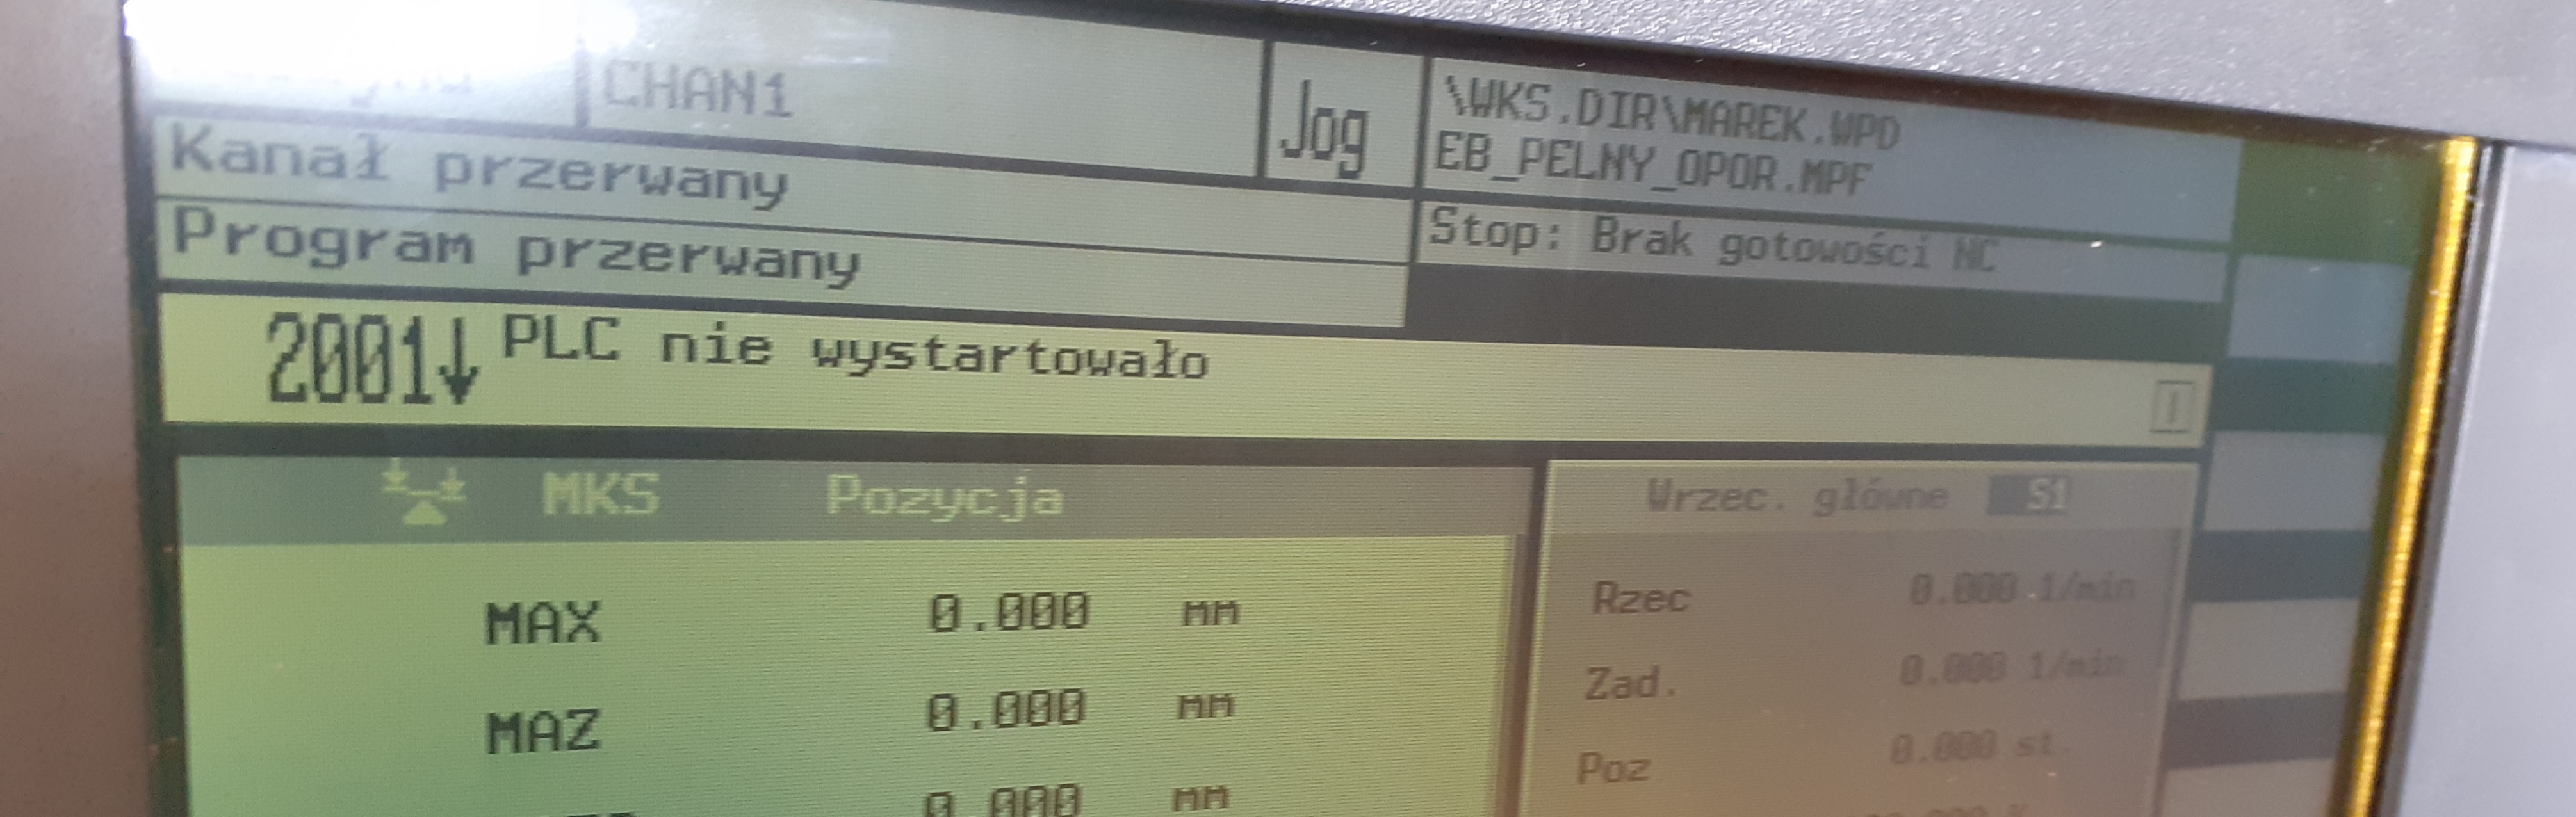 CHAN1
Jog
\WKS.DIR\MAREK.WPD
EB_PELNY_OPOR.MPF
Kanał przerwany
Program przerwany
Stop: Brak gotowości NC
2001↓ PLC nie wystartowało
MKS Pozycja
Wrzec. główne S1
MAX 0.000 mm
Rzec 0.000 1/min
MAZ 0.000 mm
Zad. 0.000 1/min
Poz 0.000 st.
0.000 mm